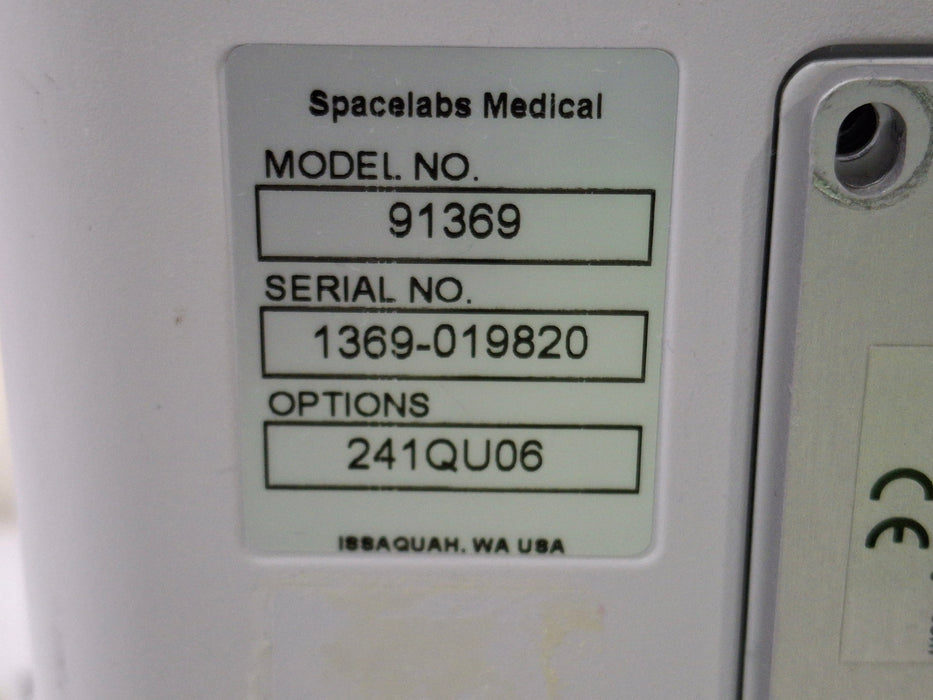 Spacelabs Medical
MODEL NO.
91369
SERIAL NO.
1369-019820
OPTIONS
241QU06
ISSAQUAH, WA USA
CE